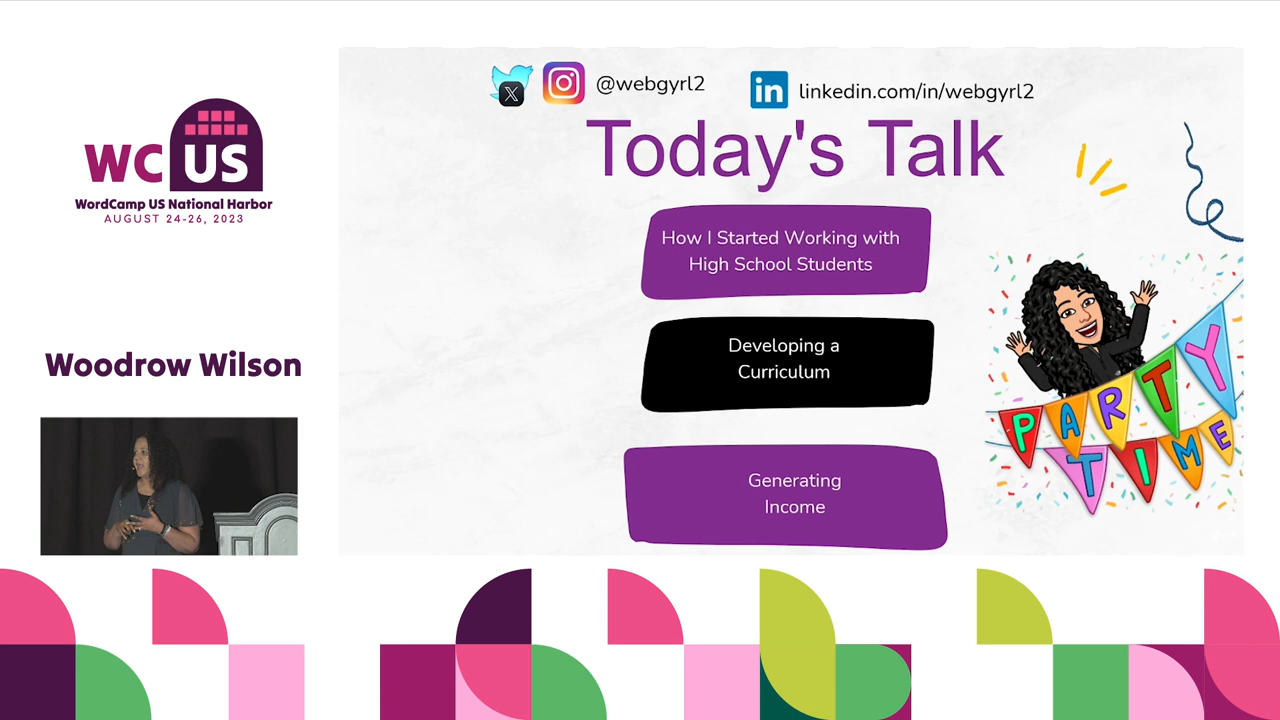 WC US
WordCamp US National Harbor
AUGUST 24-26, 2023
Woodrow Wilson
@webgyrl2
linkedin.com/in/webgyrl2
Today's Talk
How I Started Working with
High School Students
Developing a
Curriculum
Generating
Income
PARTY
TIME